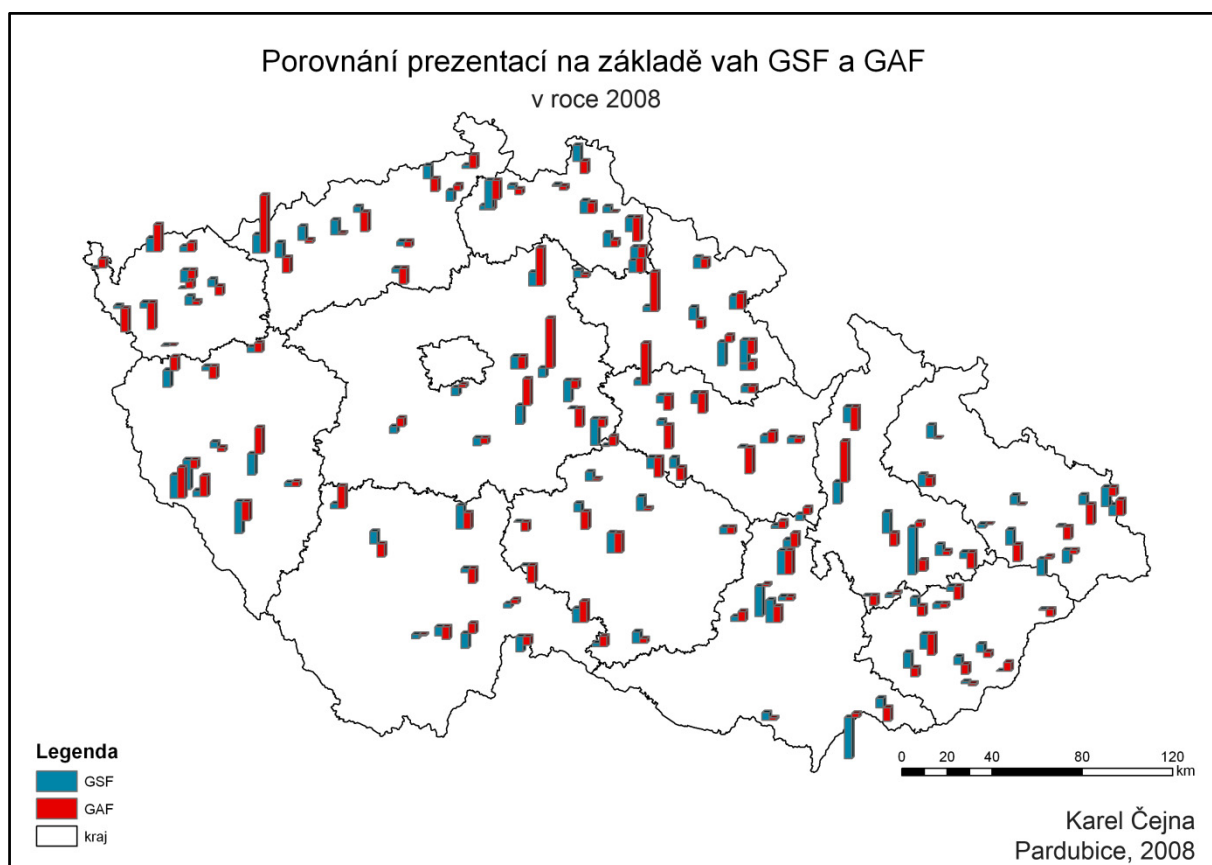 Porovnání prezentací na základě vah GSF a GAF
v roce 2008
Legenda
GSF
GAF
kraj
0 20 40 80 120
km
Karel Čejna
Pardubice, 2008